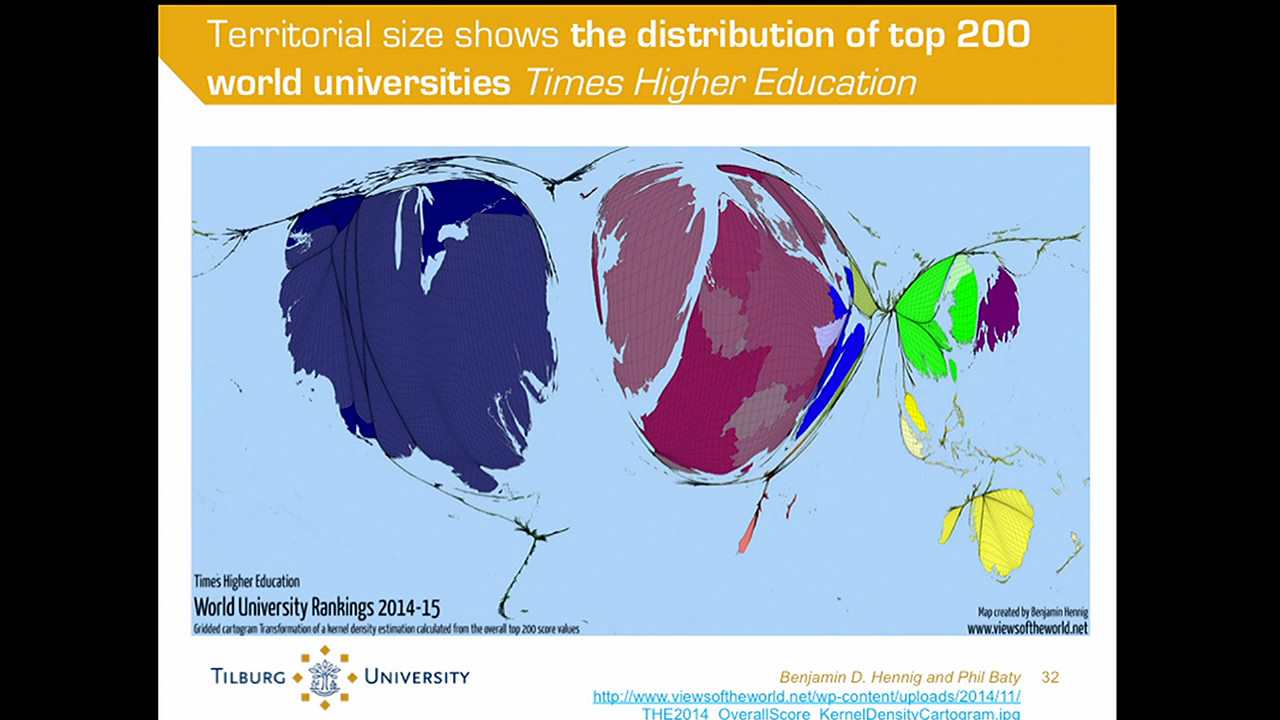 Territorial size shows the distribution of top 200
world universities Times Higher Education
Times Higher Education
World University Rankings 2014-15
Gridded cartogram Transformation of a kernel density estimation calculated from the overall top 200 score values
Map created by Benjamin Hennig
www.viewsoftheworld.net
TILBURG UNIVERSITY
Benjamin D. Hennig and Phil Baty 32
http://www.viewsoftheworld.net/wp-content/uploads/2014/11/
THE2014_OverallScore_KernelDensityCartogram.jpg